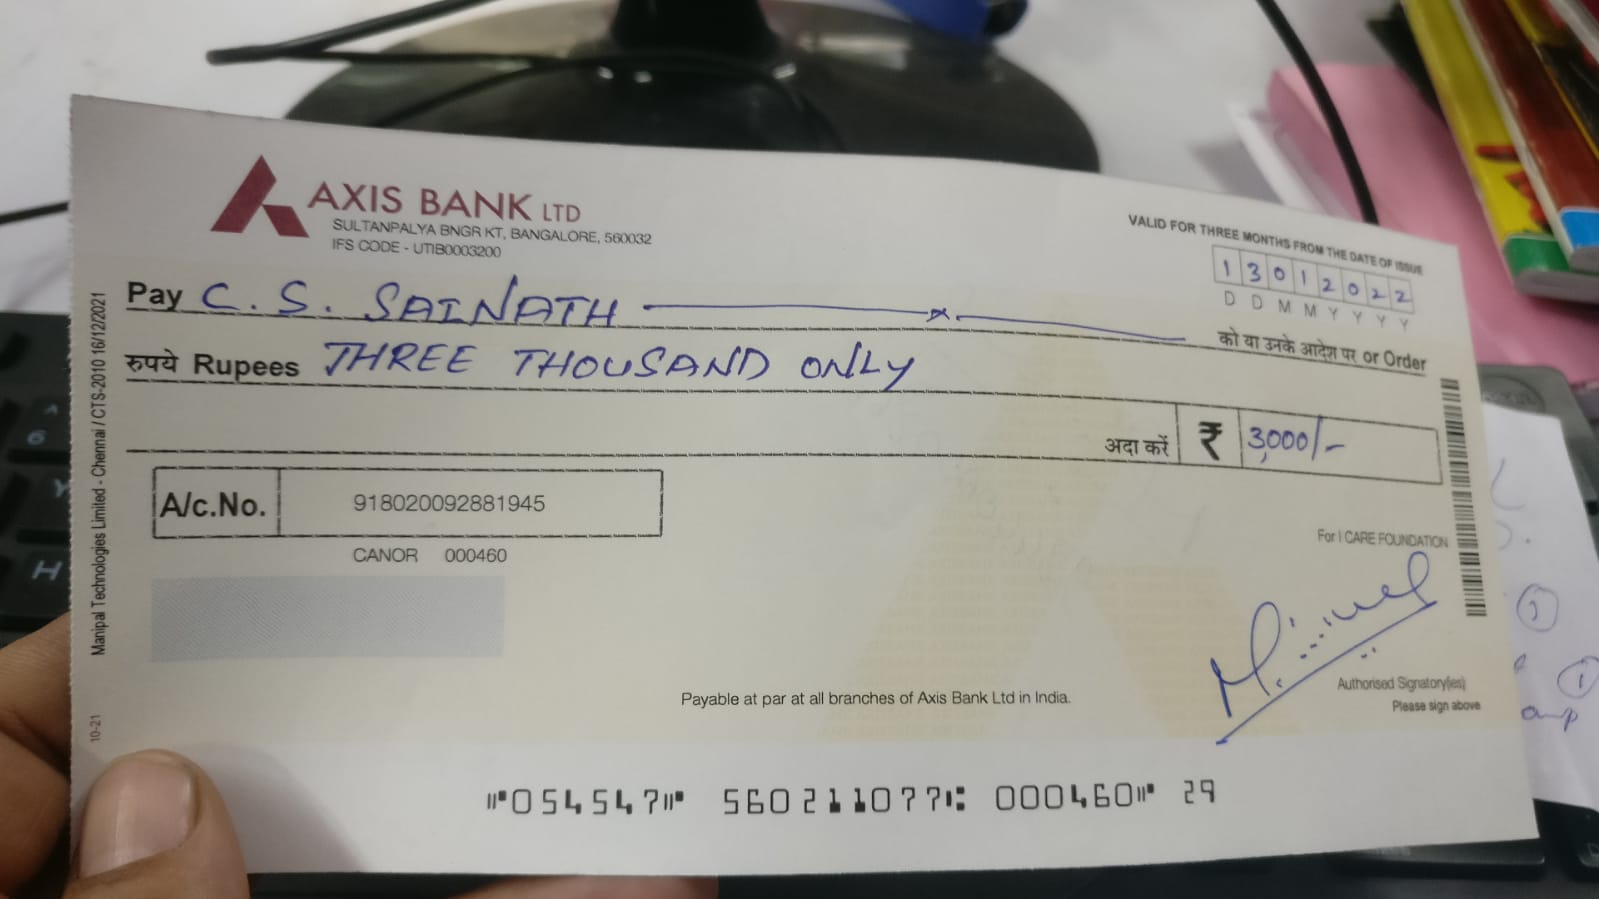 AXIS BANK LTD
SULTANPALYA BNGR KT, BANGALORE, 560032
IFS CODE - UTIB0003200
VALID FOR THREE MONTHS FROM THE DATE OF ISSUE
1 3 0 1 2 0 2 2
D D M M Y Y Y Y
Pay C. S. SAINATH
को या उनके आदेश पर or Order
रुपये Rupees THREE THOUSAND ONLY
अदा करें ₹ 3,000/-
A/c.No. 918020092881945
CANOR 000460
For I CARE FOUNDATION
Authorised Signatory(ies)
Please sign above
Payable at par at all branches of Axis Bank Ltd in India.
⑈054547⑈ 560211077⑆ 000460⑈ 29
Manipal Technologies Limited - Chennai / CTS-2010 16/12/2021
10-21
6
Y
H